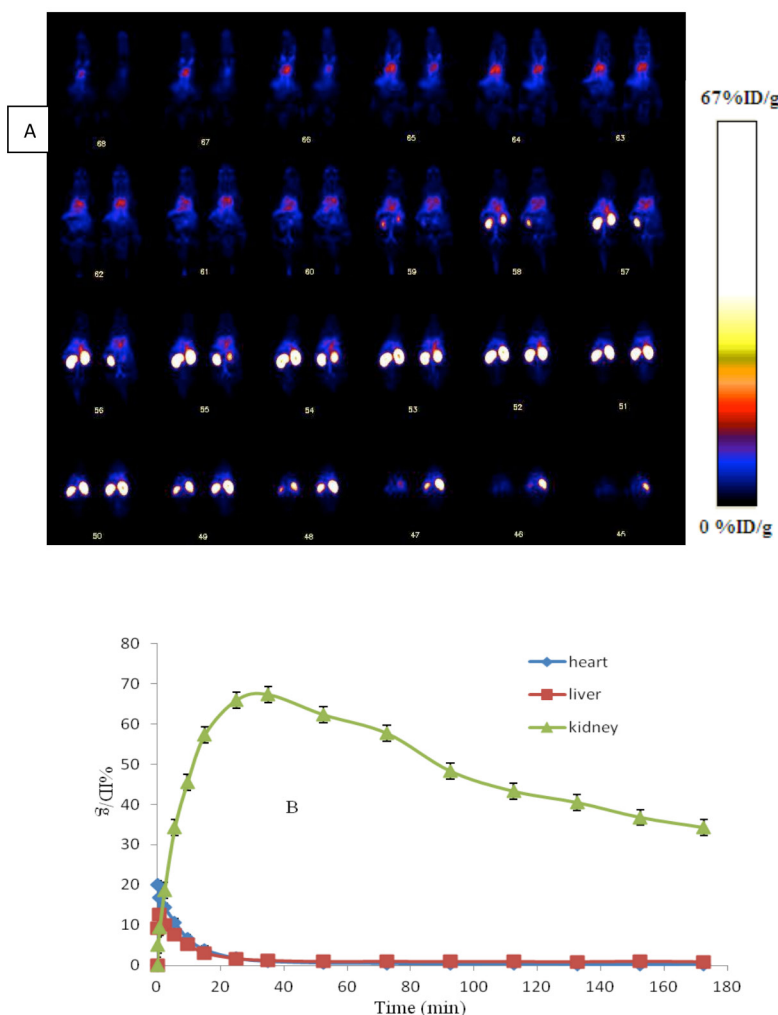 A
67%ID/g
68 67 66 65 64 63
62 61 60 59 58 57
56 55 54 53 52 51
50 49 48 47 46 45
0 %ID/g
80
70
60
50
40
30
20
10
0
%ID/g
heart
liver
kidney
B
0 20 40 60 80 100 120 140 160 180
Time (min)